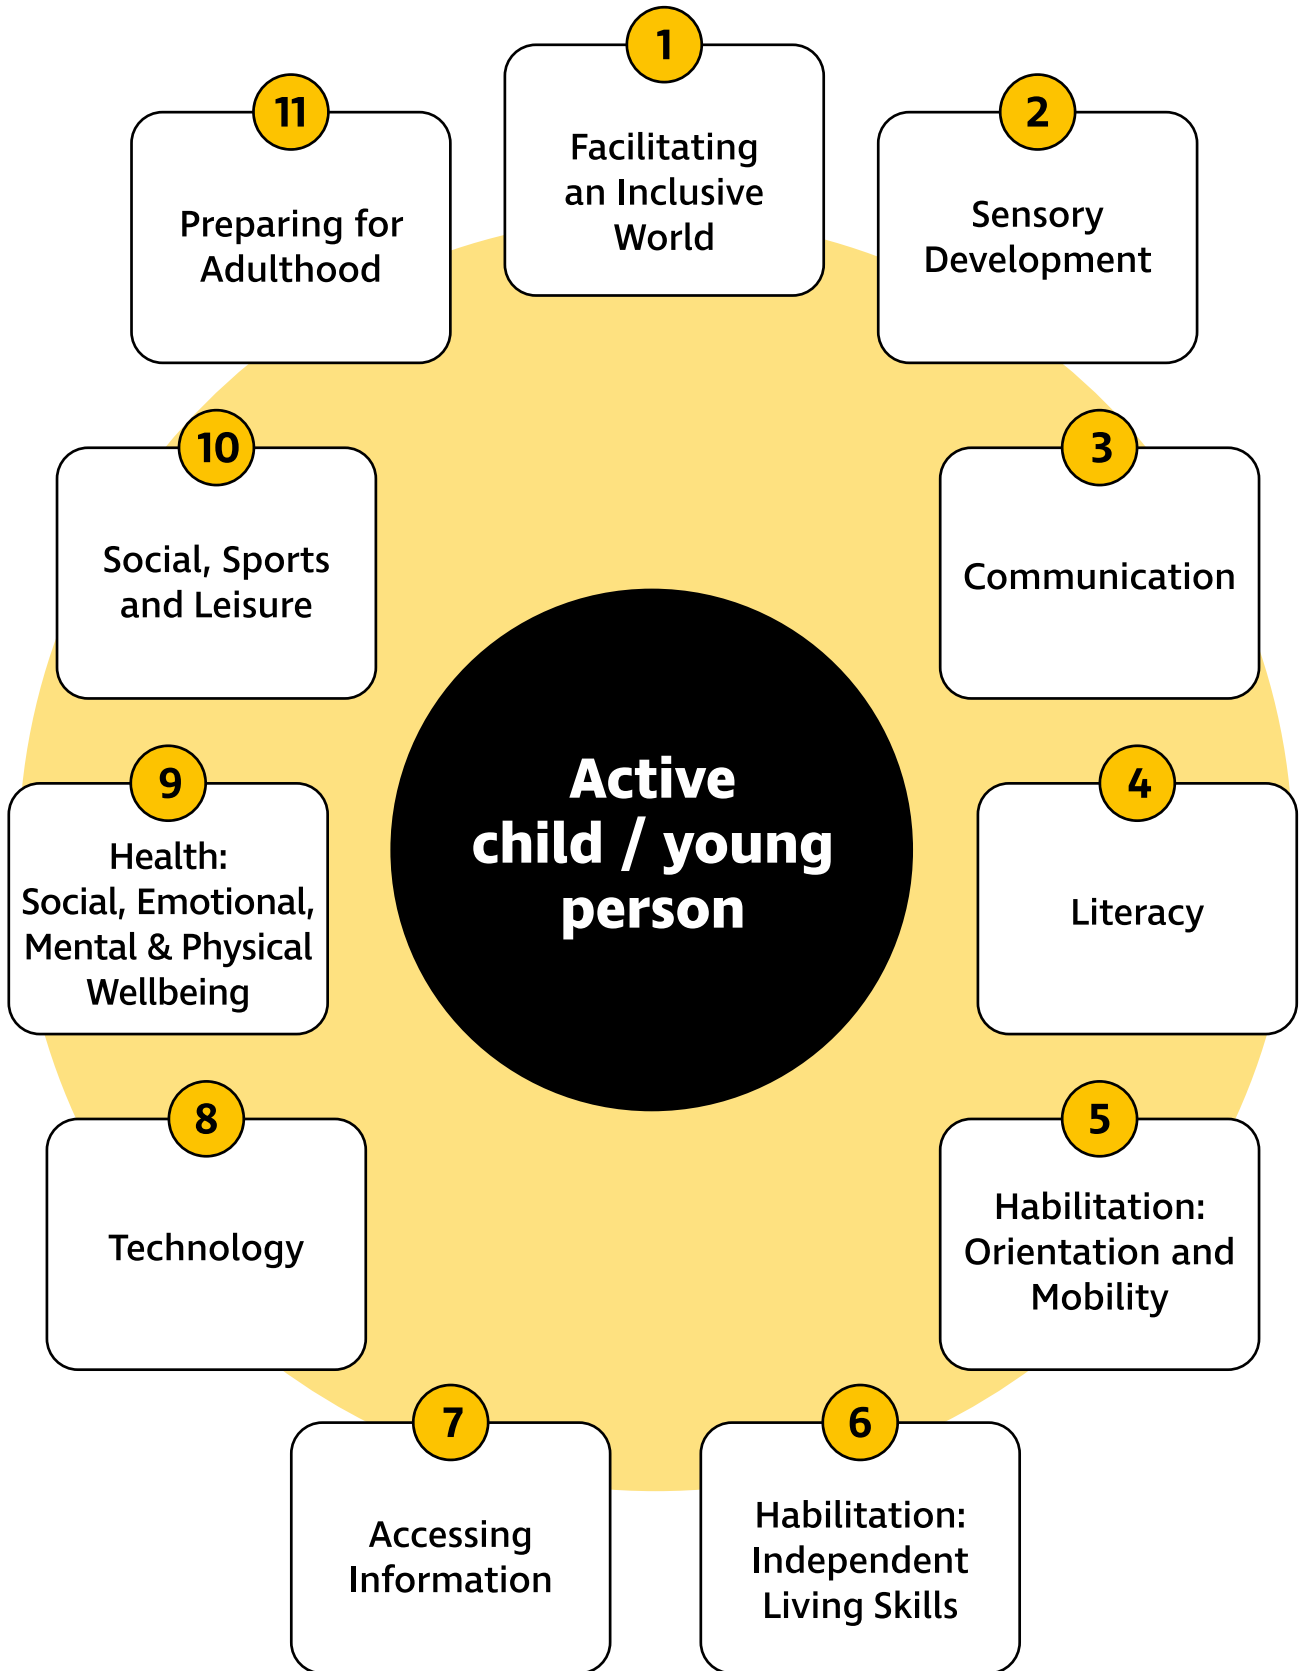 1
Facilitating
an Inclusive
World
2
Sensory
Development
3
Communication
4
Literacy
5
Habilitation:
Orientation and
Mobility
6
Habilitation:
Independent
Living Skills
7
Accessing
Information
8
Technology
9
Health:
Social, Emotional,
Mental & Physical
Wellbeing
10
Social, Sports
and Leisure
11
Preparing for
Adulthood
Active
child / young
person